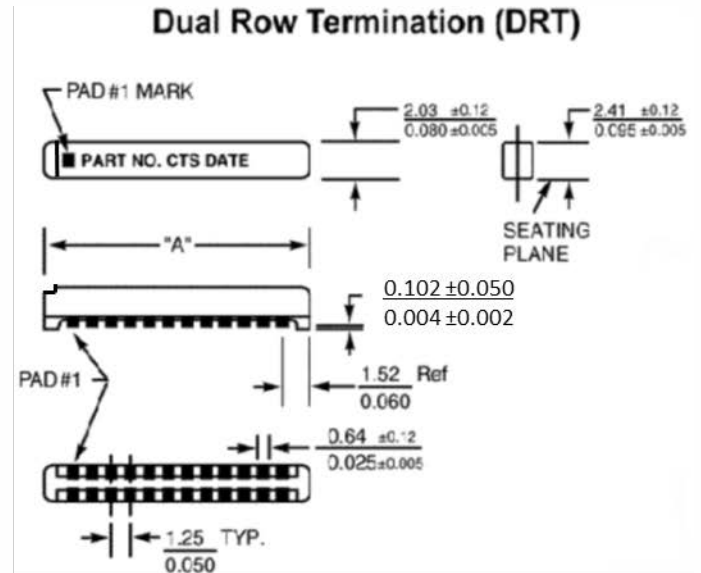 Dual Row Termination (DRT)
PAD #1 MARK
2.03 ±0.12
0.080 ±0.005
2.41 ±0.12
0.095 ±0.005
PART NO. CTS DATE
SEATING
PLANE
"A"
0.102 ±0.050
0.004 ±0.002
PAD #1
1.52 Ref
0.060
0.64 ±0.12
0.025±0.005
1.25 TYP.
0.050